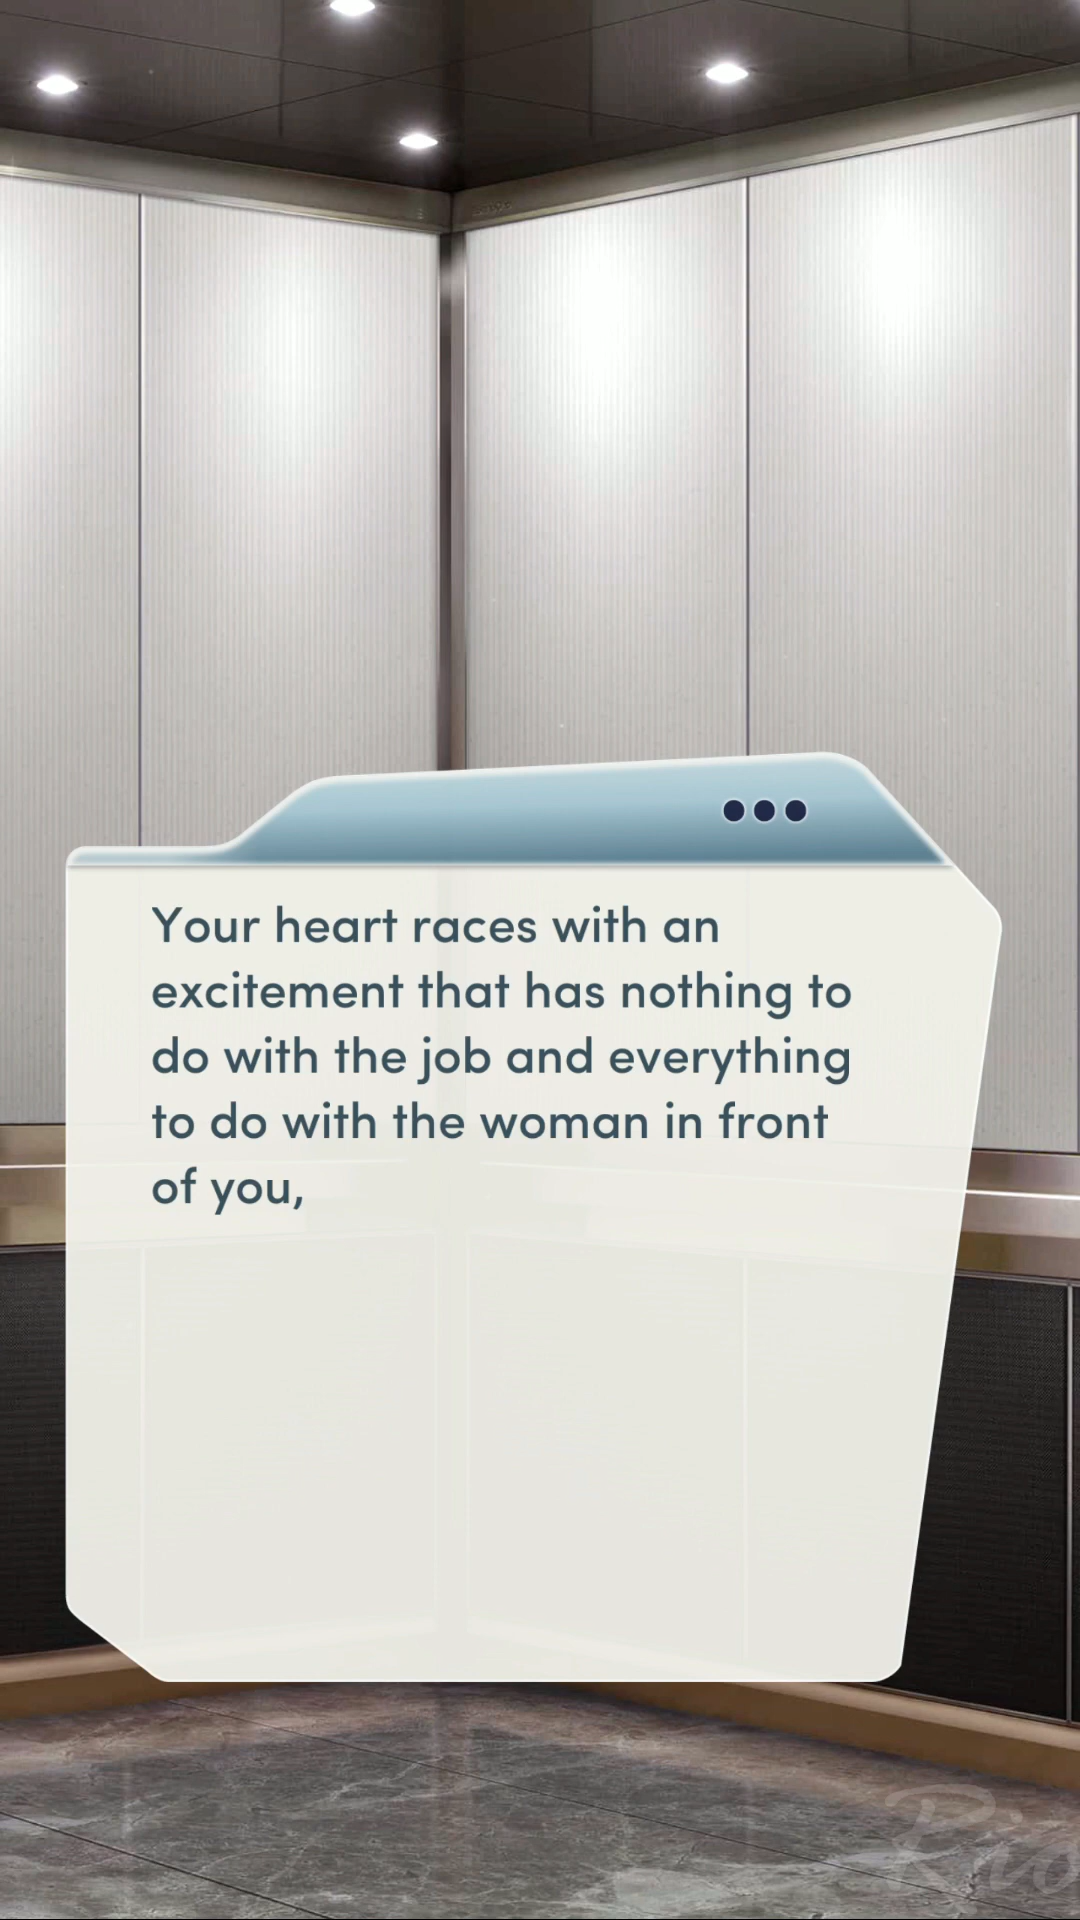 Your heart races with an
excitement that has nothing to
do with the job and everything
to do with the woman in front
of you,
Rio